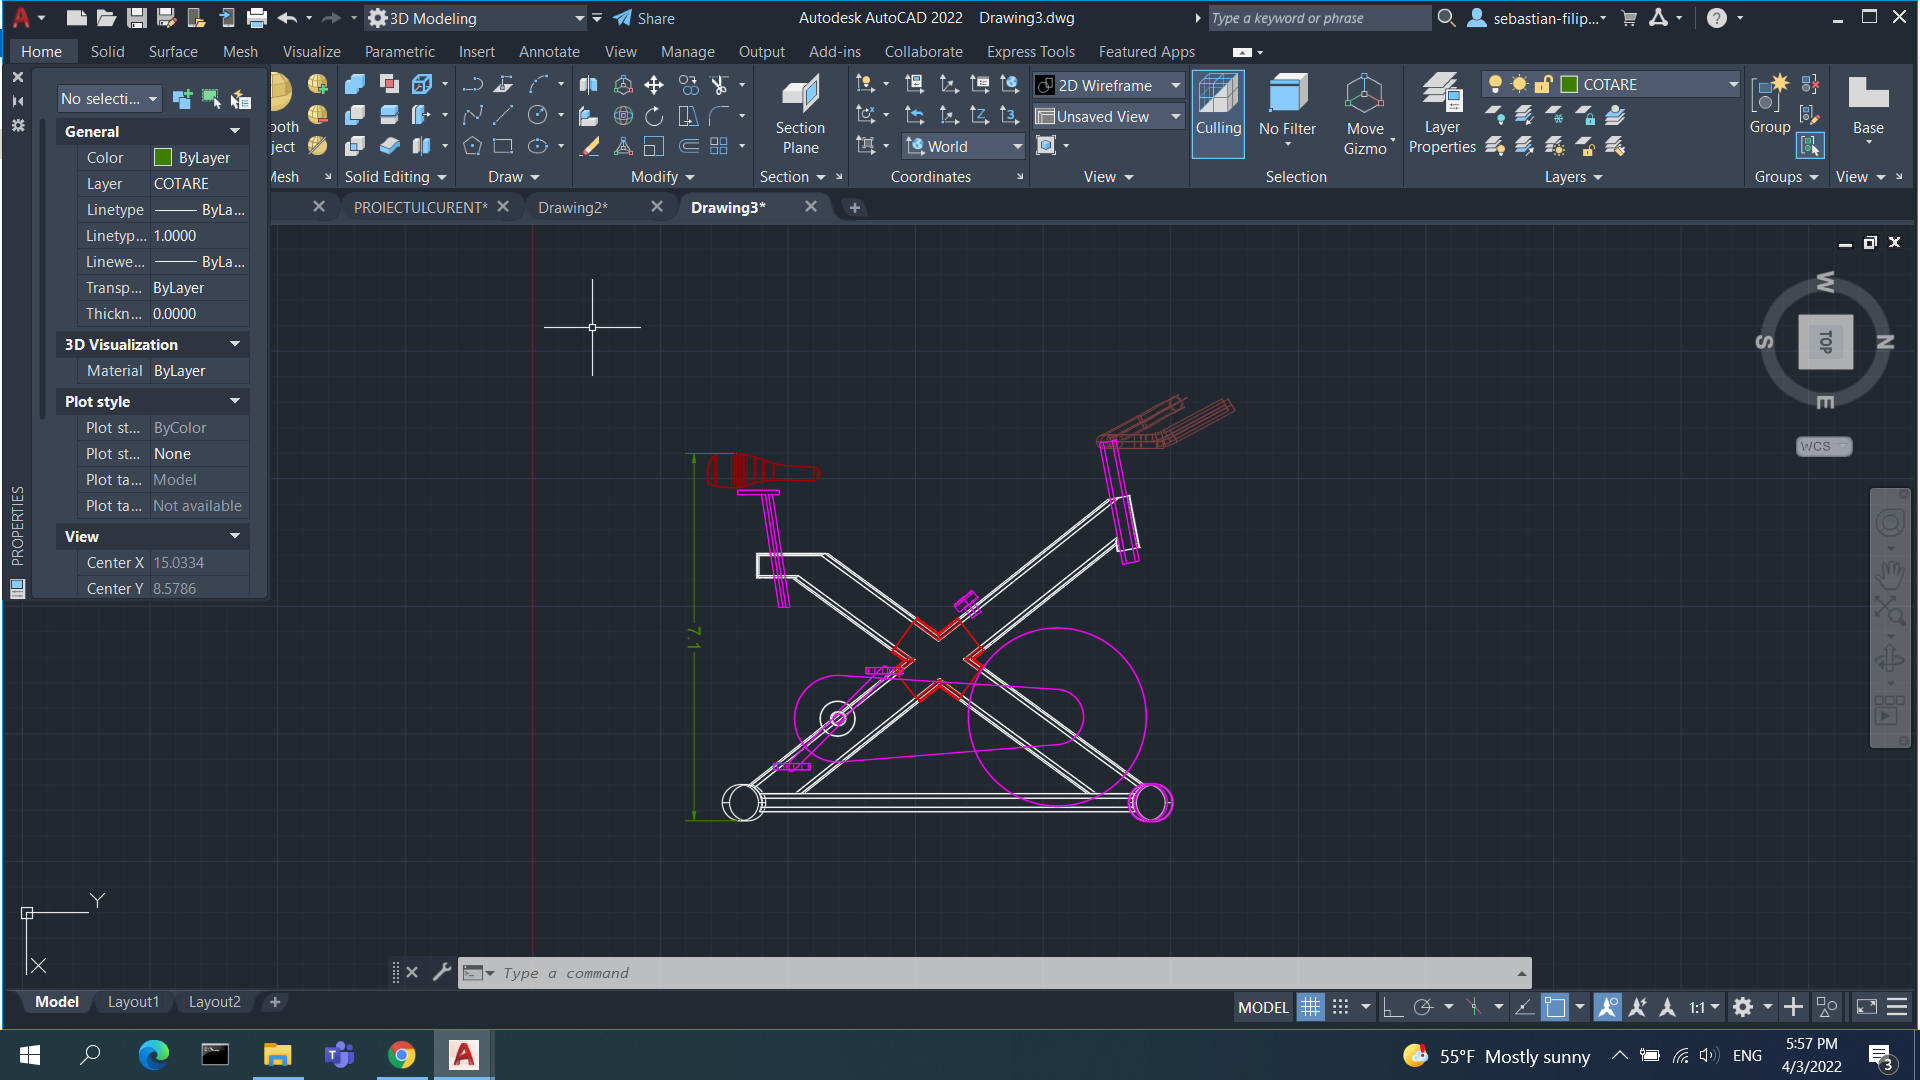 3D Modeling
Share
Autodesk AutoCAD 2022 Drawing3.dwg
Type a keyword or phrase
sebastian-filip...
Home Solid Surface Mesh Visualize Parametric Insert Annotate View Manage Output Add-ins Collaborate Express Tools Featured Apps
No selecti...
General
Color ByLayer
Layer COTARE
Linetype ByLa...
Linetyp... 1.0000
Linewe... ByLa...
Transp... ByLayer
Thickn... 0.0000
3D Visualization
Material ByLayer
Plot style
Plot st... ByColor
Plot st... None
Plot ta... Model
Plot ta... Not available
View
Center X 15.0334
Center Y 8.5786
PROPERTIES
ooth
ject
Mesh
Solid Editing
Draw
Modify
Section
Plane
Section
World
Coordinates
2D Wireframe
Unsaved View
View
Culling
No Filter
Move
Gizmo
Selection
Layer
Properties
COTARE
Layers
Group
Groups
Base
View
PROIECTULCURENT*
Drawing2*
Drawing3*
W
S
TOP
N
E
WCS
7.1
Y
X
Type a command
Model Layout1 Layout2
MODEL
1:1
55°F Mostly sunny
ENG
5:57 PM
4/3/2022
3